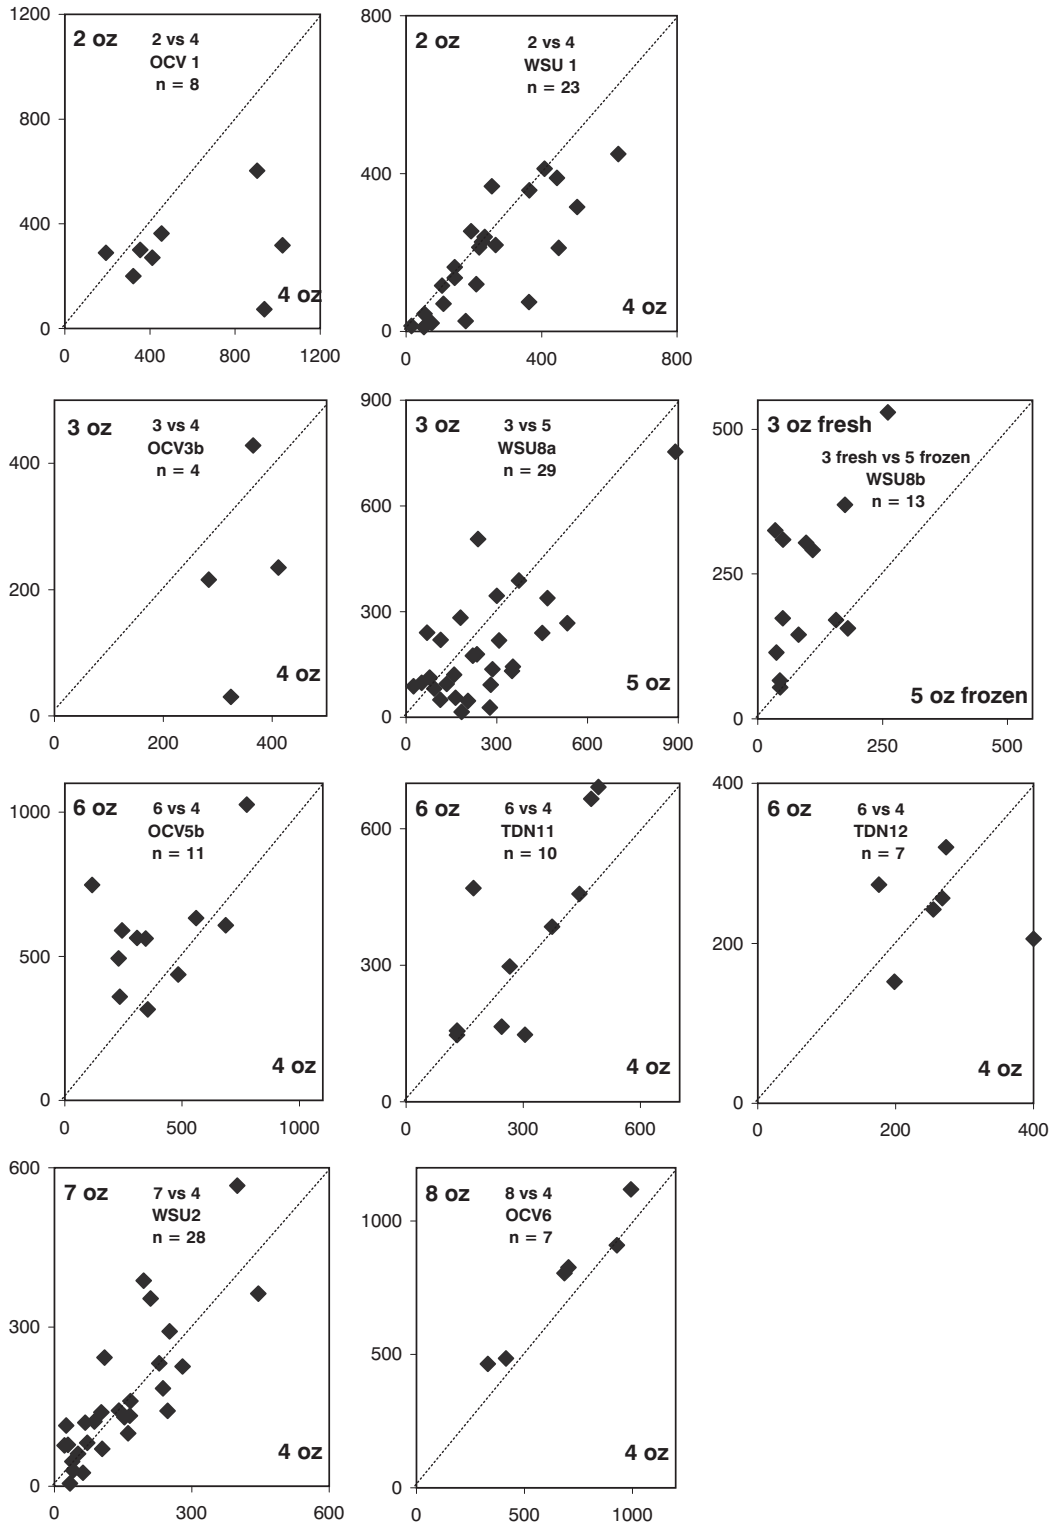 1200
800
400
0
2 oz
2 vs 4
OCV 1
n = 8
4 oz
0 400 800 1200
800
400
0
2 oz
2 vs 4
WSU 1
n = 23
4 oz
0 400 800
400
200
0
3 oz
3 vs 4
OCV3b
n = 4
4 oz
0 200 400
900
600
300
0
3 oz
3 vs 5
WSU8a
n = 29
5 oz
0 300 600 900
500
250
0
3 oz fresh
3 fresh vs 5 frozen
WSU8b
n = 13
5 oz frozen
0 250 500
1000
500
0
6 oz
6 vs 4
OCV5b
n = 11
4 oz
0 500 1000
600
300
0
6 oz
6 vs 4
TDN11
n = 10
4 oz
0 300 600
400
200
0
6 oz
6 vs 4
TDN12
n = 7
4 oz
0 200 400
600
300
0
7 oz
7 vs 4
WSU2
n = 28
4 oz
0 300 600
1000
500
0
8 oz
8 vs 4
OCV6
n = 7
4 oz
0 500 1000